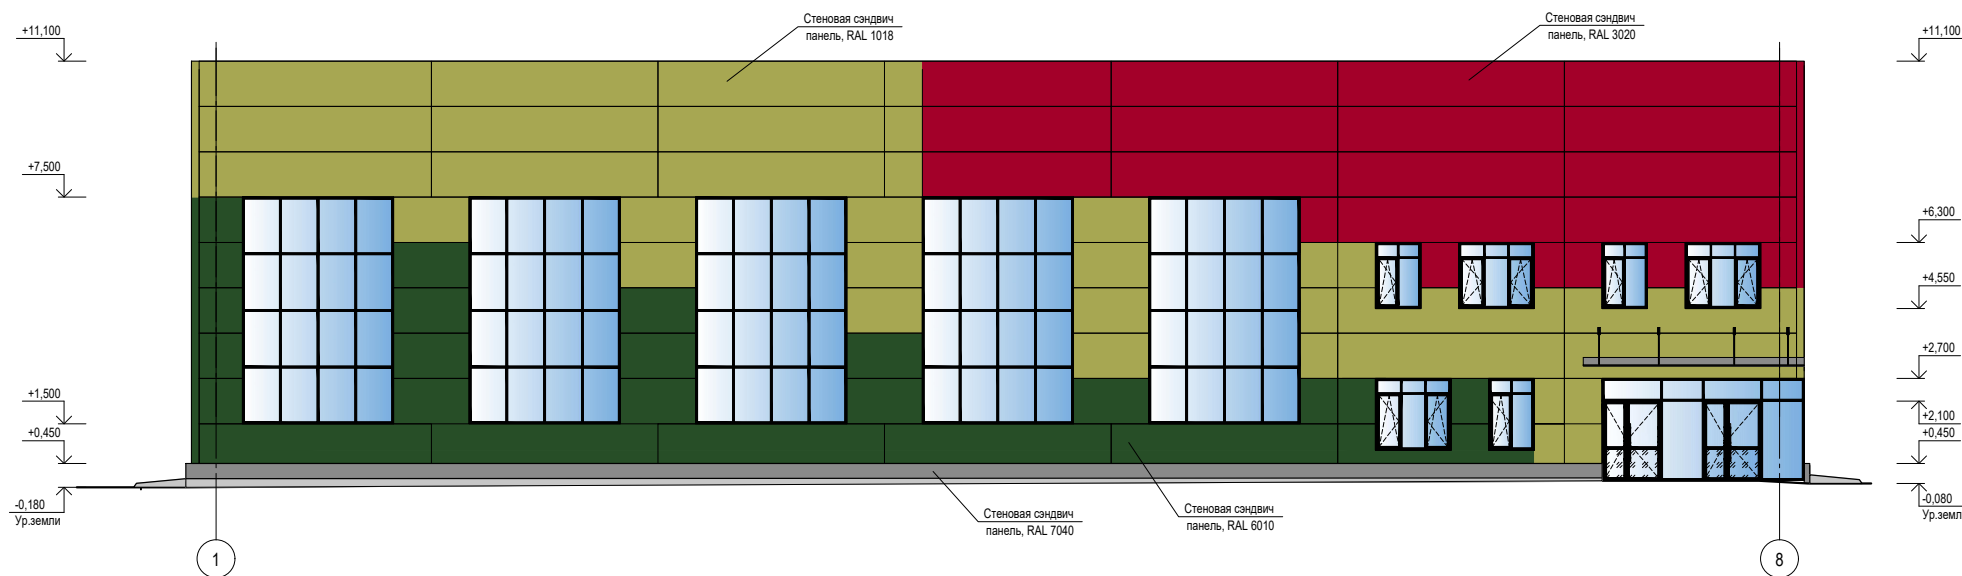 Стеновая сэндвич
панель, RAL 1018
Стеновая сэндвич
панель, RAL 3020
+11,100
+7,500
+1,500
+0,450
-0,180
Ур.земли
+11,100
+6,300
+4,550
+2,700
+2,100
+0,450
-0,080
Ур.земл
Стеновая сэндвич
панель, RAL 7040
Стеновая сэндвич
панель, RAL 6010
1
8